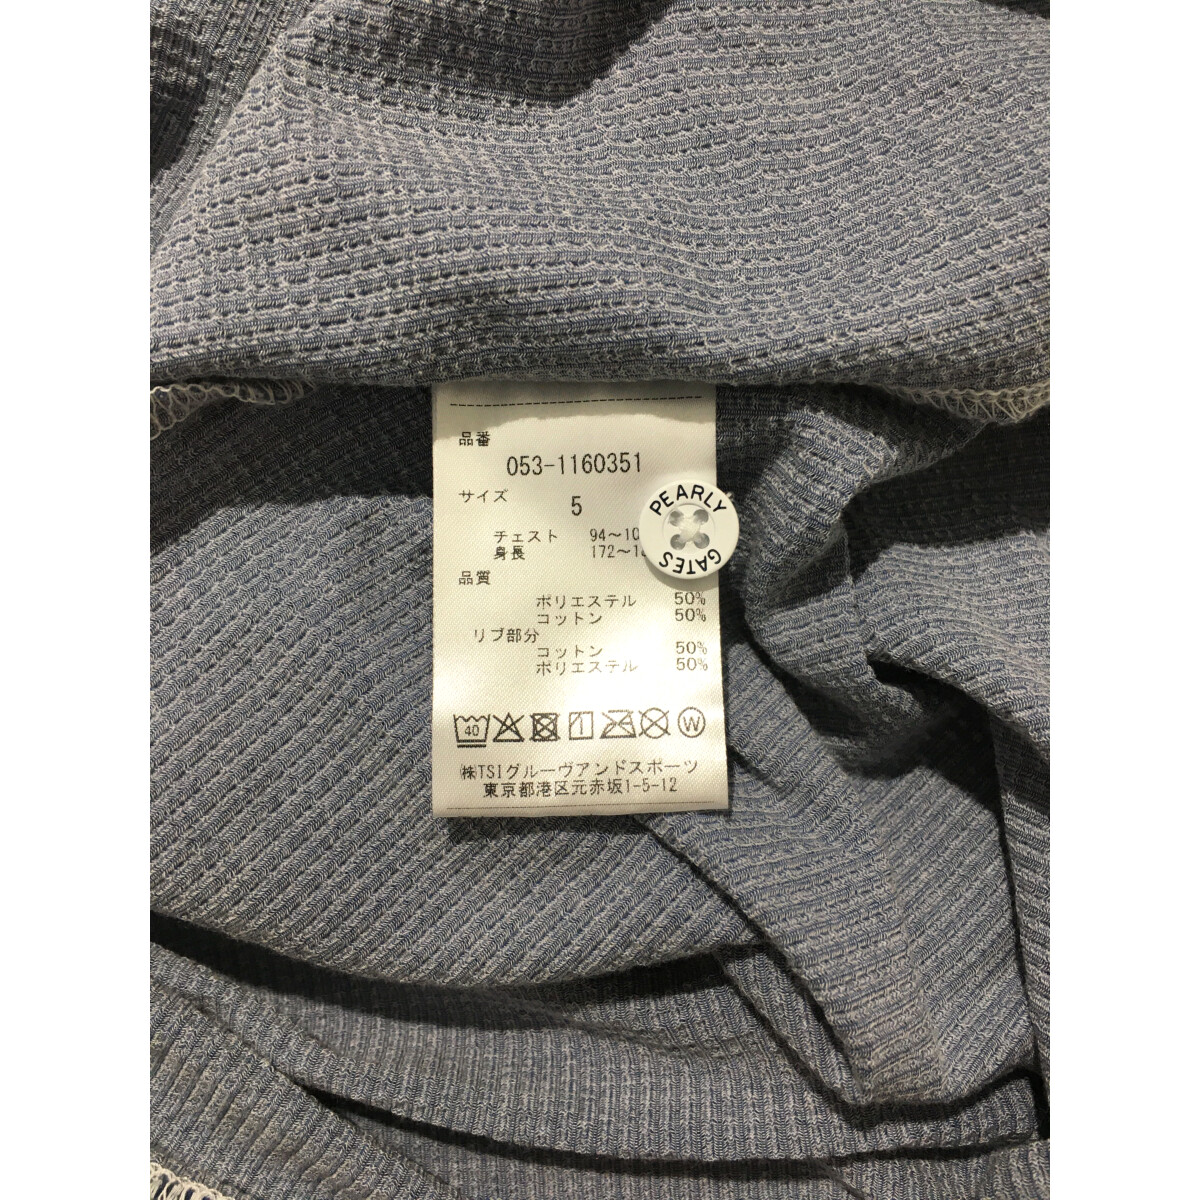 品番
053-1160351
サイズ
5
チェスト 94〜
身長 172〜
品質
ポリエステル 50%
コットン 50%
リブ部分
コットン 50%
ポリエステル 50%
40 W
㈱TSIグルーヴアンドスポーツ
東京都港区元赤坂1-5-12
PEARLY
GATES